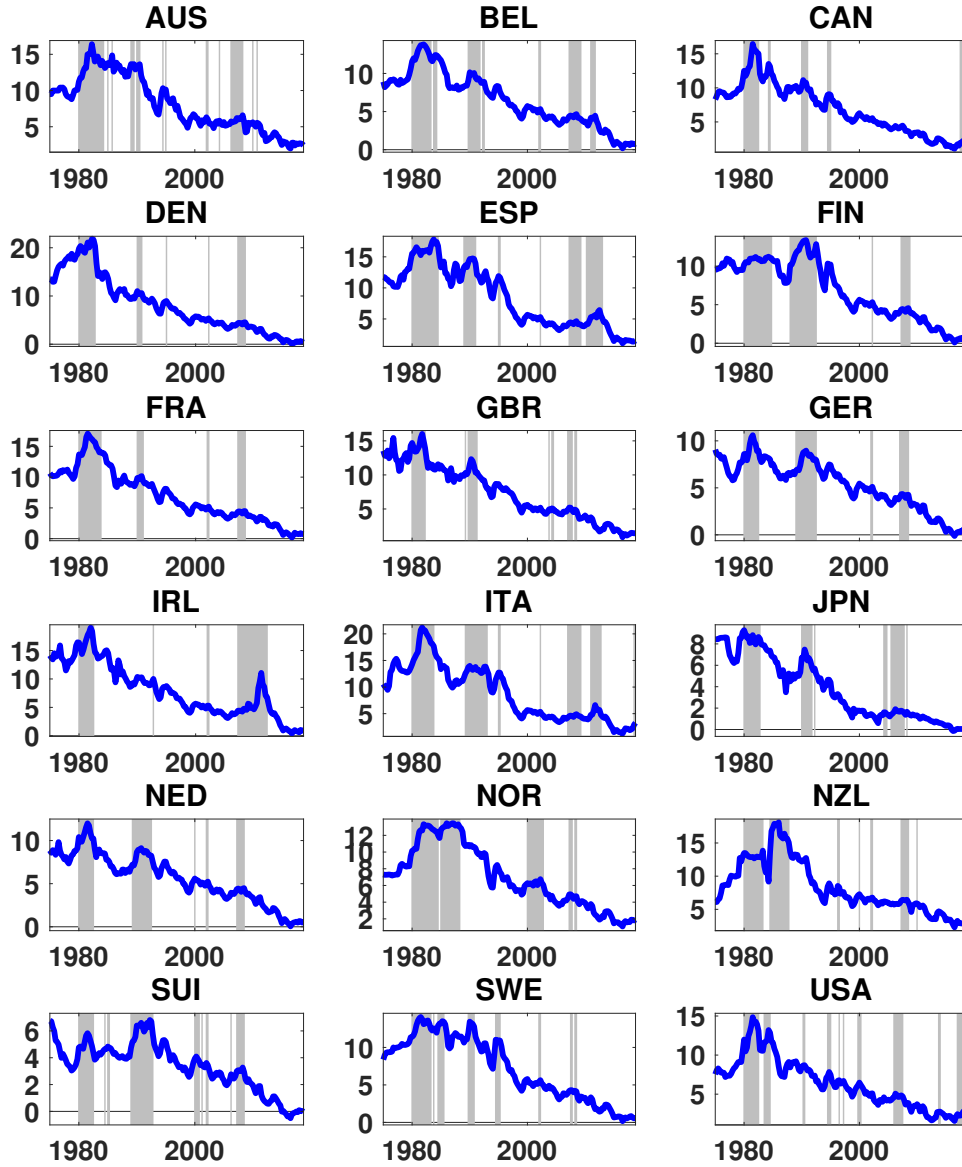 AUS BEL CAN
15 10 5
10 5 0
15 10 5
1980 2000 1980 2000 1980 2000
DEN ESP FIN
20 10 0
15 10 5
10 5 0
1980 2000 1980 2000 1980 2000
FRA GBR GER
15 10 5 0
15 10 5
10 5 0
1980 2000 1980 2000 1980 2000
IRL ITA JPN
15 10 5 0
20 15 10 5
8 6 4 2 0
1980 2000 1980 2000 1980 2000
NED NOR NZL
10 5 0
12 10 8 6 4 2
15 10 5
1980 2000 1980 2000 1980 2000
SUI SWE USA
6 4 2 0
10 5 0
15 10 5
1980 2000 1980 2000 1980 2000